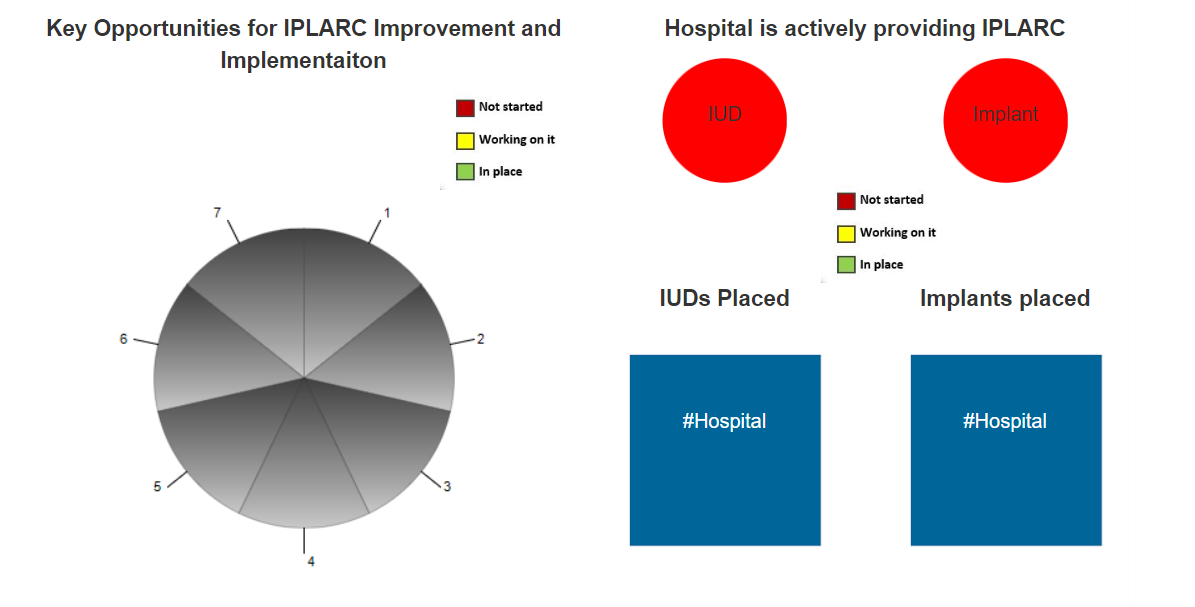 Key Opportunities for IPLARC Improvement and
Implementaiton
Not started
Working on it
In place
7
1
6
2
5
3
4
Hospital is actively providing IPLARC
IUD
Implant
Not started
Working on it
In place
IUDs Placed
Implants placed
#Hospital
#Hospital